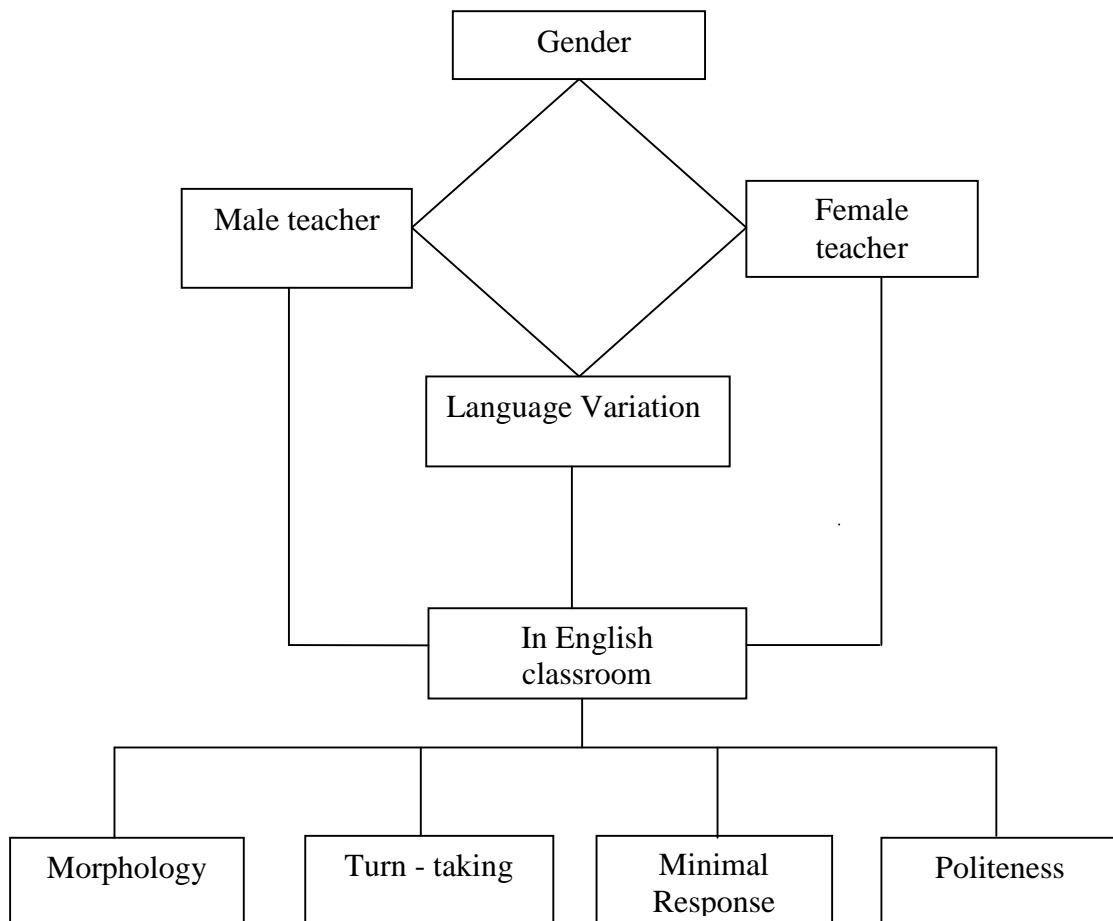 Gender
Male teacher
Female
teacher
Language Variation
In English
classroom
Morphology
Turn - taking
Minimal
Response
Politeness